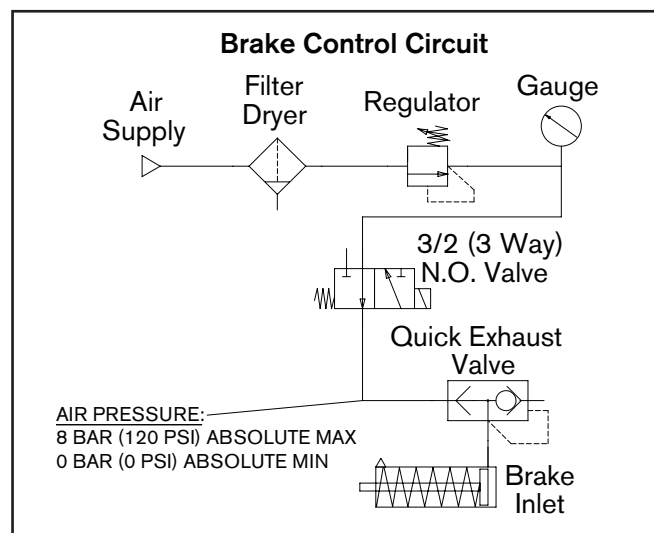 Brake Control Circuit
Air
Supply
Filter
Dryer
Regulator
Gauge
3/2 (3 Way)
N.O. Valve
Quick Exhaust
Valve
AIR PRESSURE:
8 BAR (120 PSI) ABSOLUTE MAX
0 BAR (0 PSI) ABSOLUTE MIN
Brake
Inlet